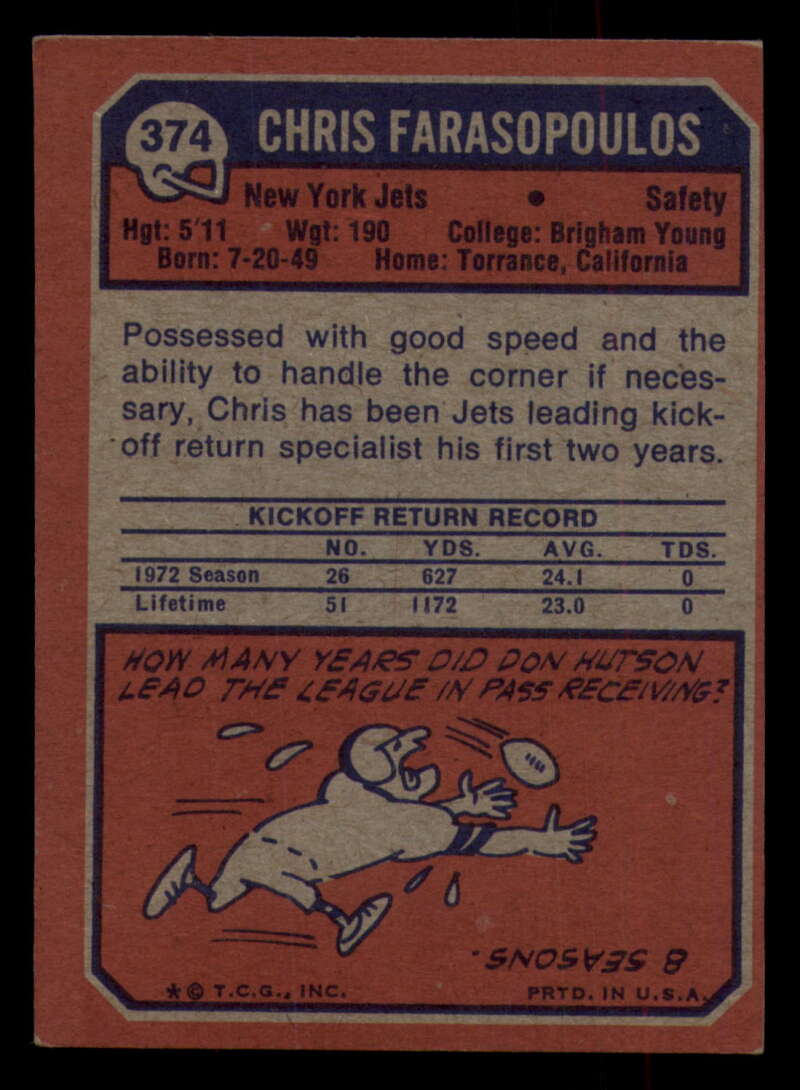 374 CHRIS FARASOPOULOS
New York Jets • Safety
Hgt: 5'11 Wgt: 190 College: Brigham Young
Born: 7-20-49 Home: Torrance, California
Possessed with good speed and the
ability to handle the corner if neces-
sary, Chris has been Jets leading kick-
off return specialist his first two years.
KICKOFF RETURN RECORD
NO. YDS. AVG. TDS.
1972 Season 26 627 24.1 0
Lifetime 51 1172 23.0 0
HOW MANY YEARS DID DON HUTSON
LEAD THE LEAGUE IN PASS RECEIVING?
8 SEASONS.
* © T.C.G., INC. PRTD. IN U.S.A.